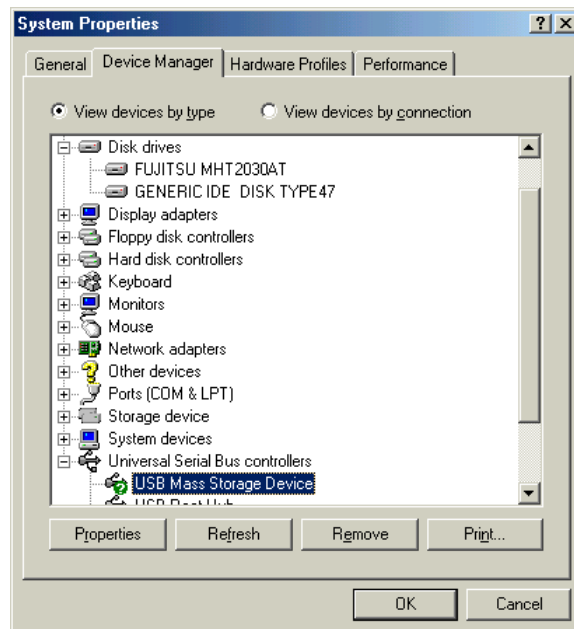 System Properties
General Device Manager Hardware Profiles Performance
View devices by type View devices by connection
Disk drives
FUJITSU MHT2030AT
GENERIC IDE DISK TYPE47
Display adapters
Floppy disk controllers
Hard disk controllers
Keyboard
Monitors
Mouse
Network adapters
Other devices
Ports (COM & LPT)
Storage device
System devices
Universal Serial Bus controllers
USB Mass Storage Device
USB Root Hub
Properties Refresh Remove Print...
OK Cancel